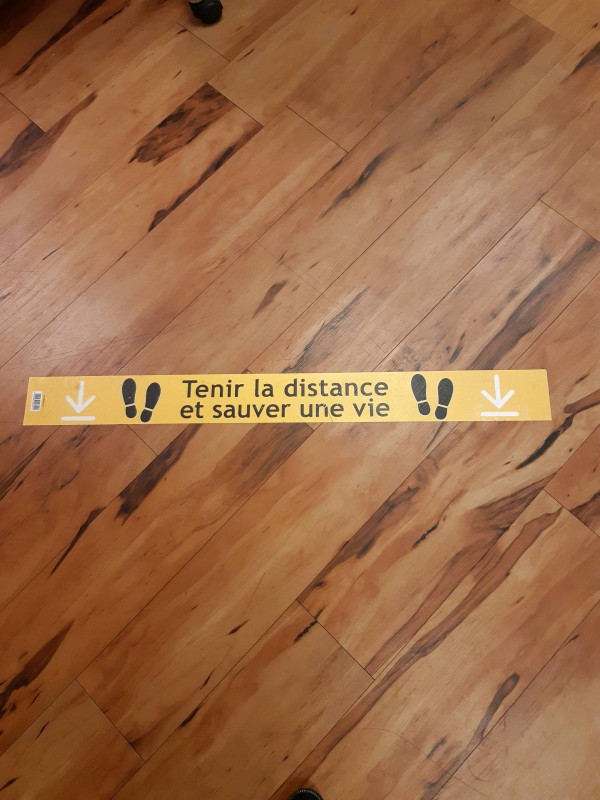 Tenir la distance
et sauver une vie